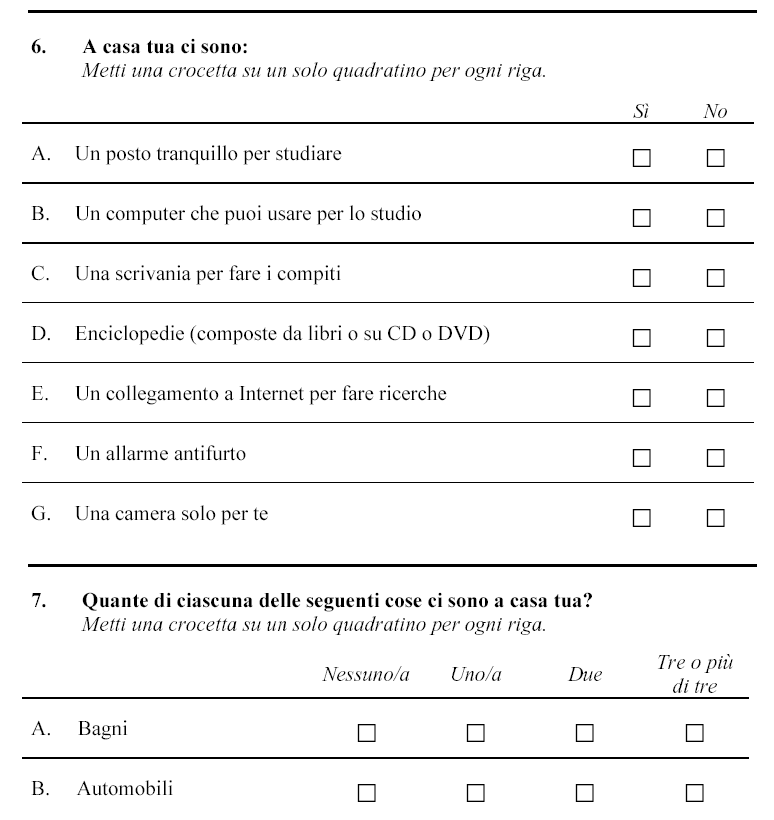 6. A casa tua ci sono:
Metti una crocetta su un solo quadratino per ogni riga.
Sì No
A. Un posto tranquillo per studiare
B. Un computer che puoi usare per lo studio
C. Una scrivania per fare i compiti
D. Enciclopedie (composte da libri o su CD o DVD)
E. Un collegamento a Internet per fare ricerche
F. Un allarme antifurto
G. Una camera solo per te
7. Quante di ciascuna delle seguenti cose ci sono a casa tua?
Metti una crocetta su un solo quadratino per ogni riga.
Nessuno/a Uno/a Due Tre o più
di tre
A. Bagni
B. Automobili